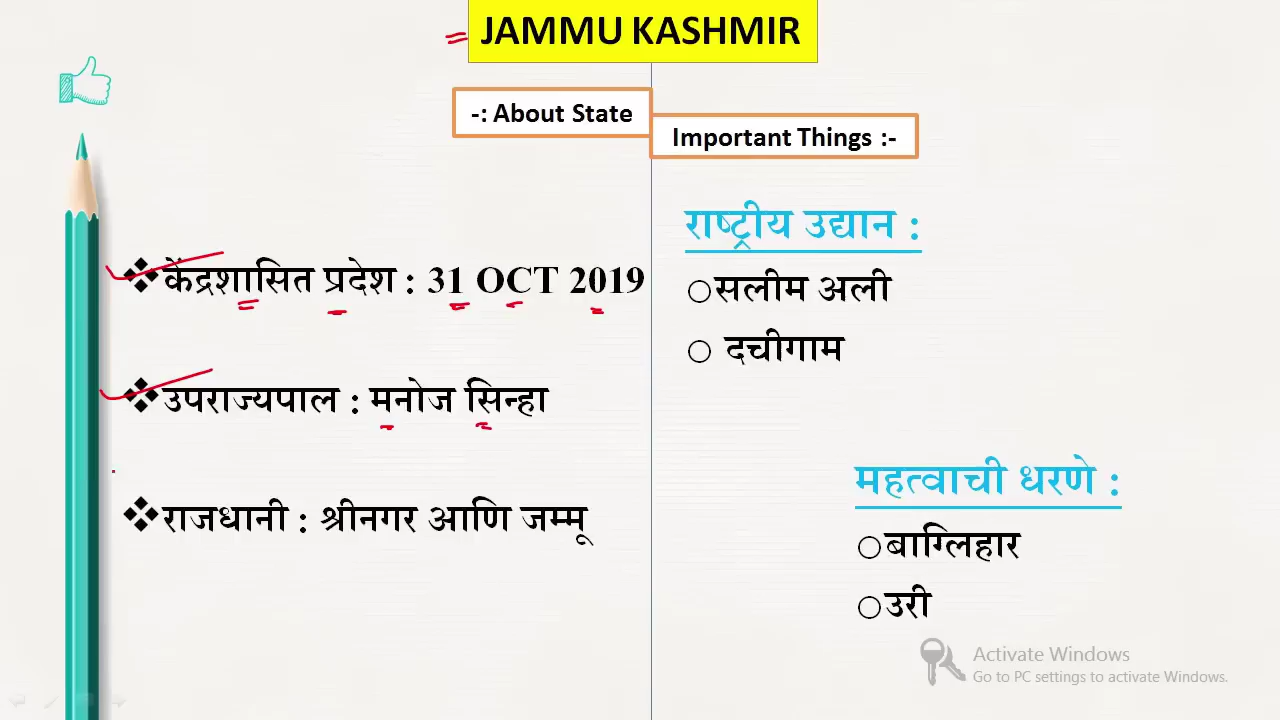 JAMMU KASHMIR
-: About State
Important Things :-
केंद्रशासित प्रदेश : 31 OCT 2019
उपराज्यपाल : मनोज सिन्हा
राजधानी : श्रीनगर आणि जम्मू
राष्ट्रीय उद्यान :
सलीम अली
दचीगाम
महत्वाची धरणे :
बाग्लिहार
उरी
Activate Windows
Go to PC settings to activate Windows.